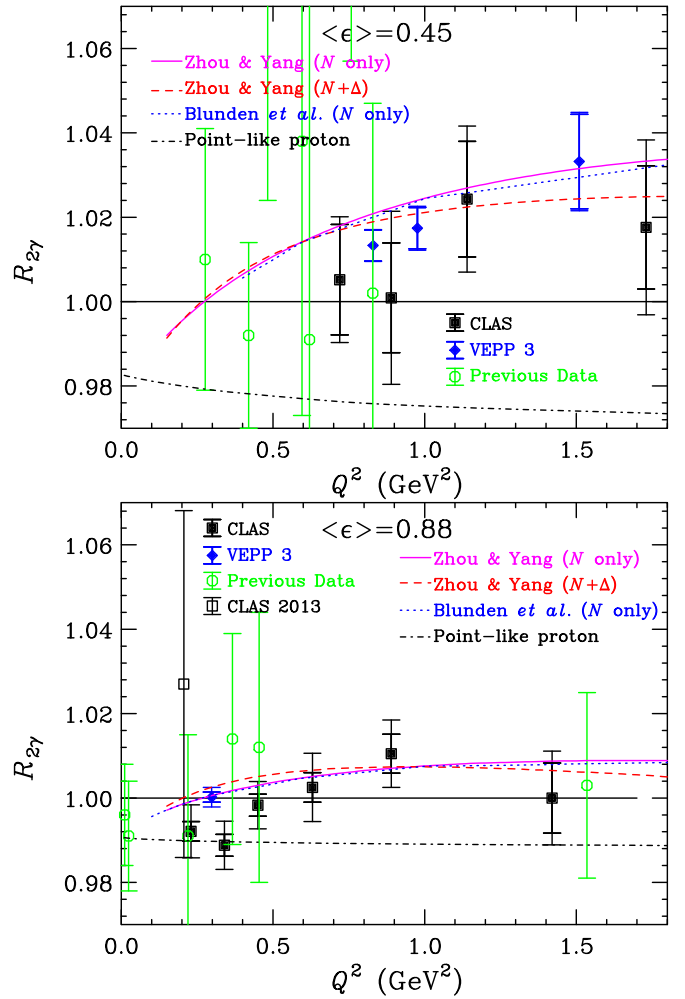 1.06
<ϵ>=0.45
Zhou & Yang (N only)
Zhou & Yang (N+Δ)
1.04
Blunden et al. (N only)
Point-like proton
1.02
R2γ
1.00
CLAS
VEPP 3
0.98
Previous Data
0.0 0.5 1.0 1.5
Q² (GeV²)
CLAS
<ϵ>=0.88
1.06
VEPP 3
Zhou & Yang (N only)
Previous Data
Zhou & Yang (N+Δ)
CLAS 2013
Blunden et al. (N only)
1.04
Point-like proton
1.02
R2γ
1.00
0.98
0.0 0.5 1.0 1.5
Q² (GeV²)